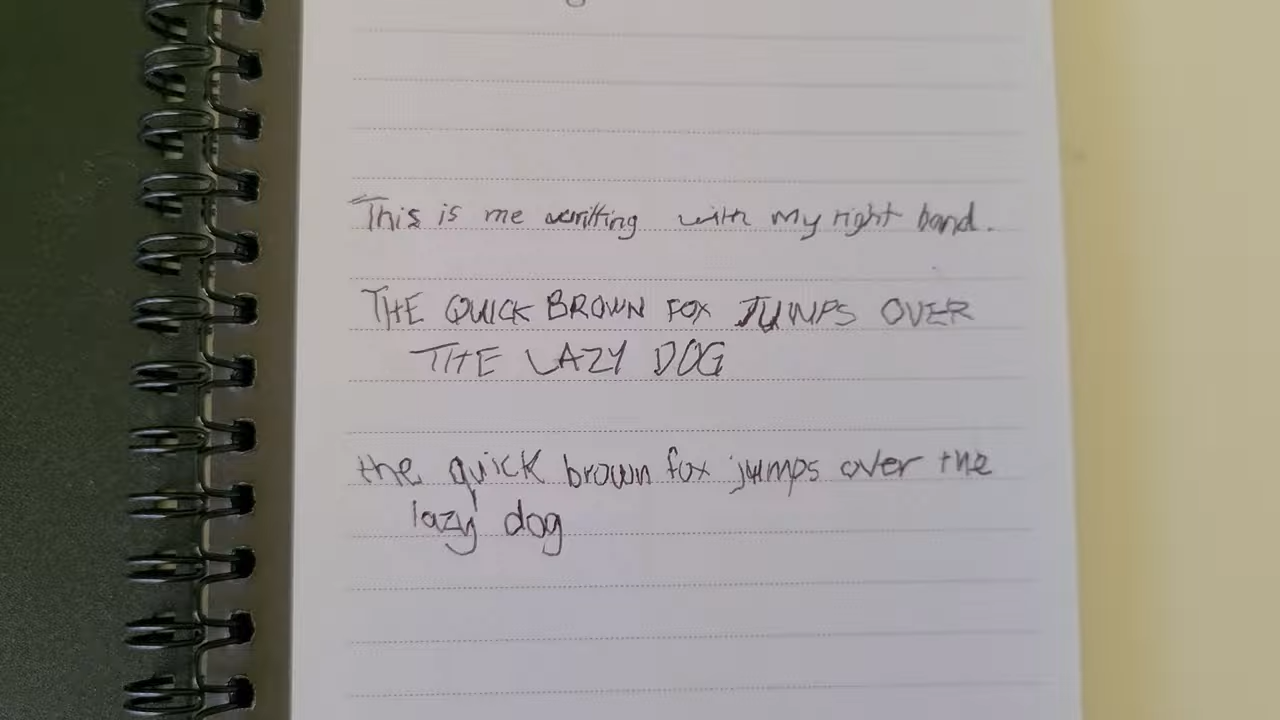 This is me writing with my right hand.
THE QUICK BROWN FOX JUMPS OVER
THE LAZY DOG
the quick brown fox jumps over the
lazy dog